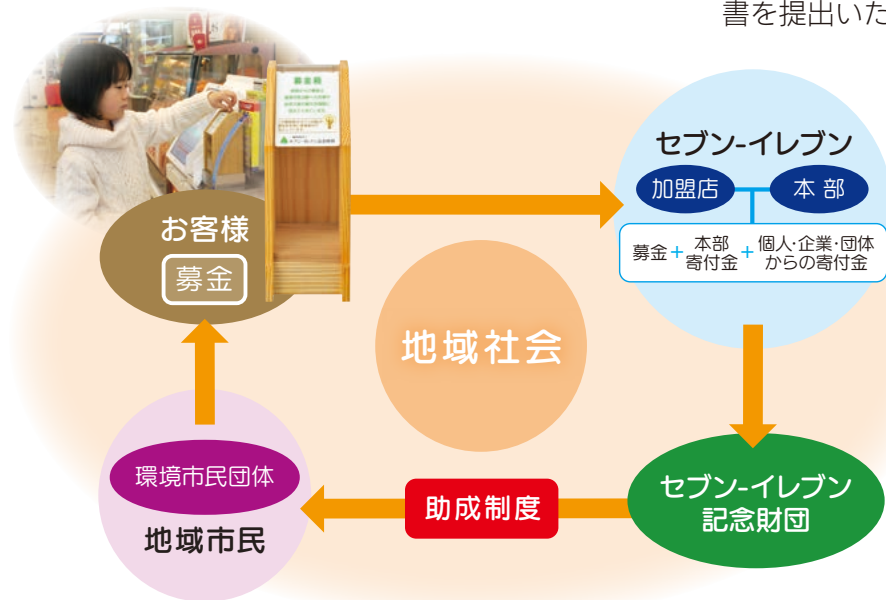 書を提出いた
募金箱
セブン-イレブン
加盟店
本部
募金+本部寄付金+個人・企業・団体からの寄付金
お客様
募金
地域社会
環境市民団体
地域市民
助成制度
セブン-イレブン
記念財団